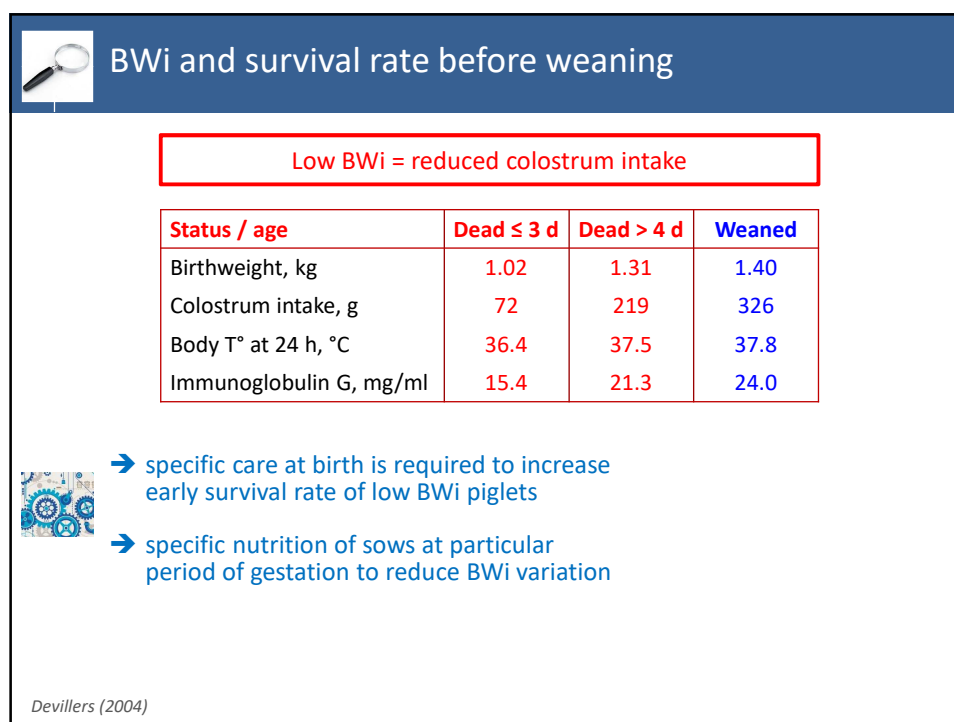 BWi and survival rate before weaning
Low BWi = reduced colostrum intake
Status / age Dead ≤ 3 d Dead > 4 d Weaned
Birthweight, kg 1.02 1.31 1.40
Colostrum intake, g 72 219 326
Body T° at 24 h, °C 36.4 37.5 37.8
Immunoglobulin G, mg/ml 15.4 21.3 24.0
➔ specific care at birth is required to increase
early survival rate of low BWi piglets
➔ specific nutrition of sows at particular
period of gestation to reduce BWi variation
Devillers (2004)